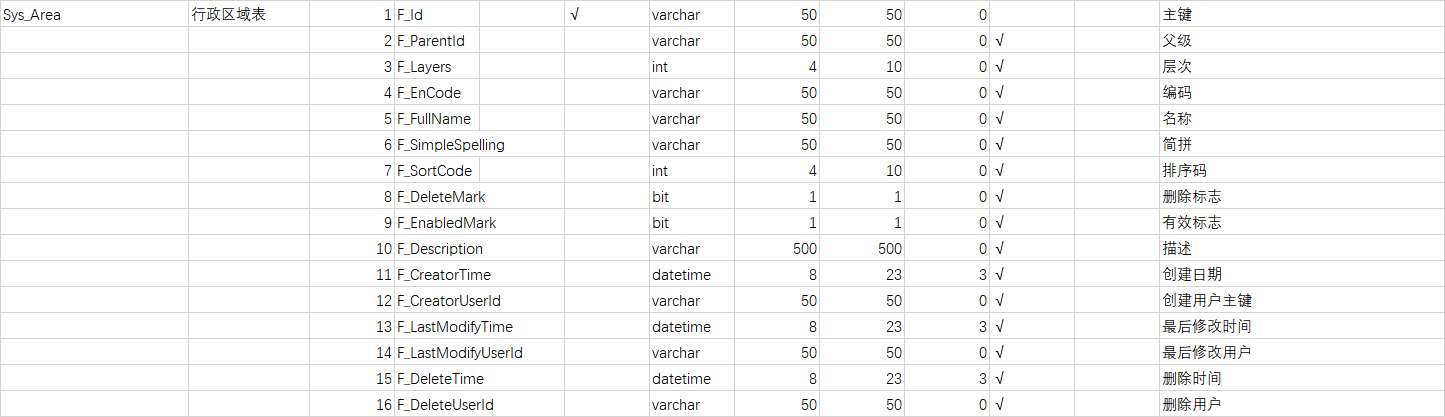 Sys_Area 行政区域表 1 F_Id √ varchar 50 50 0 主键
2 F_ParentId varchar 50 50 0 √ 父级
3 F_Layers int 4 10 0 √ 层次
4 F_EnCode varchar 50 50 0 √ 编码
5 F_FullName varchar 50 50 0 √ 名称
6 F_SimpleSpelling varchar 50 50 0 √ 简拼
7 F_SortCode int 4 10 0 √ 排序码
8 F_DeleteMark bit 1 1 0 √ 删除标志
9 F_EnabledMark bit 1 1 0 √ 有效标志
10 F_Description varchar 500 500 0 √ 描述
11 F_CreatorTime datetime 8 23 3 √ 创建日期
12 F_CreatorUserId varchar 50 50 0 √ 创建用户主键
13 F_LastModifyTime datetime 8 23 3 √ 最后修改时间
14 F_LastModifyUserId varchar 50 50 0 √ 最后修改用户
15 F_DeleteTime datetime 8 23 3 √ 删除时间
16 F_DeleteUserId varchar 50 50 0 √ 删除用户